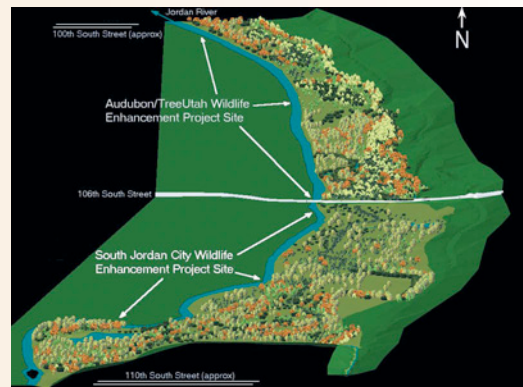 Jordan River
100th South Street (approx)
N
Audubon/TreeUtah Wildlife
Enhancement Project Site
106th South Street
South Jordan City Wildlife
Enhancement Project Site
110th South Street (approx)